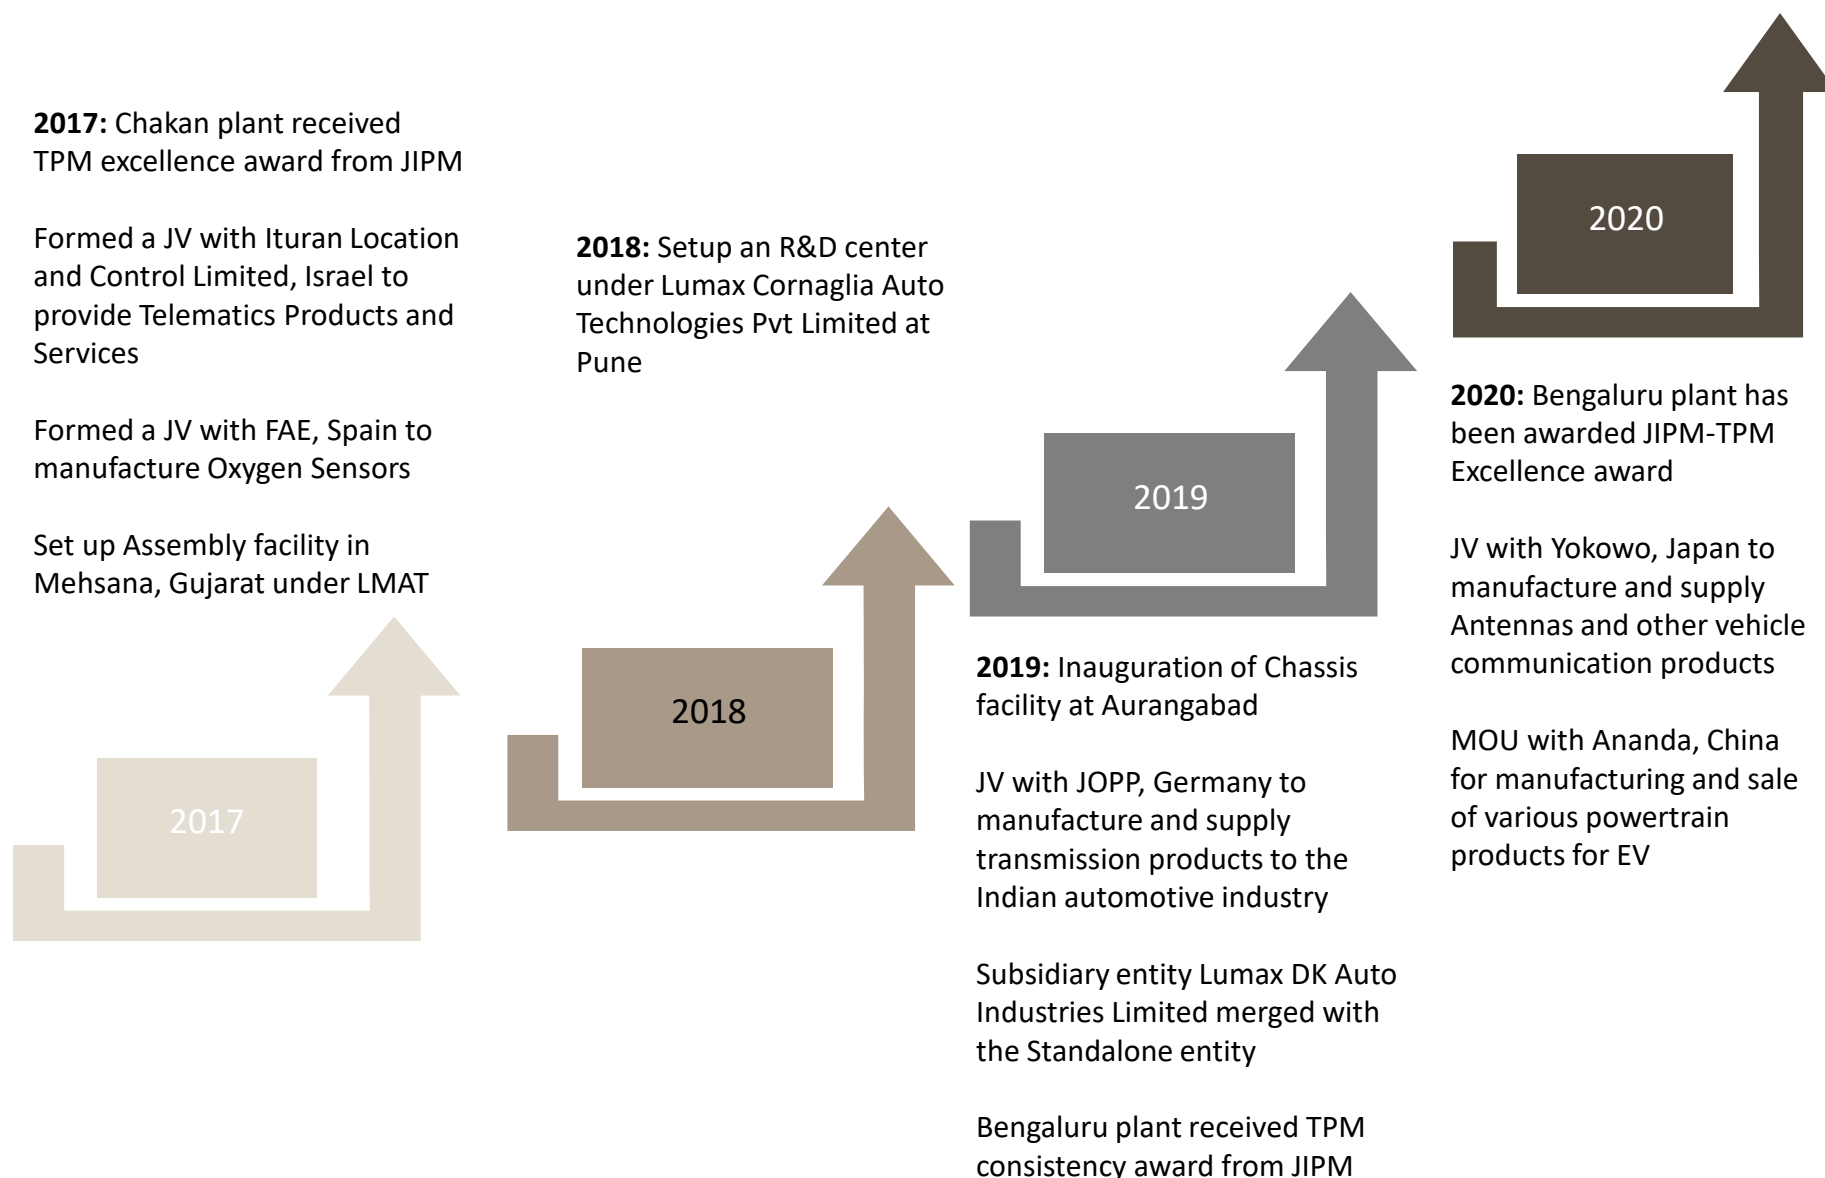 2017: Chakan plant received
TPM excellence award from JIPM
Formed a JV with Ituran Location
and Control Limited, Israel to
provide Telematics Products and
Services
Formed a JV with FAE, Spain to
manufacture Oxygen Sensors
Set up Assembly facility in
Mehsana, Gujarat under LMAT
2017
2018: Setup an R&D center
under Lumax Cornaglia Auto
Technologies Pvt Limited at
Pune
2018
2019
2019: Inauguration of Chassis
facility at Aurangabad
JV with JOPP, Germany to
manufacture and supply
transmission products to the
Indian automotive industry
Subsidiary entity Lumax DK Auto
Industries Limited merged with
the Standalone entity
Bengaluru plant received TPM
consistency award from JIPM
2020
2020: Bengaluru plant has
been awarded JIPM-TPM
Excellence award
JV with Yokowo, Japan to
manufacture and supply
Antennas and other vehicle
communication products
MOU with Ananda, China
for manufacturing and sale
of various powertrain
products for EV